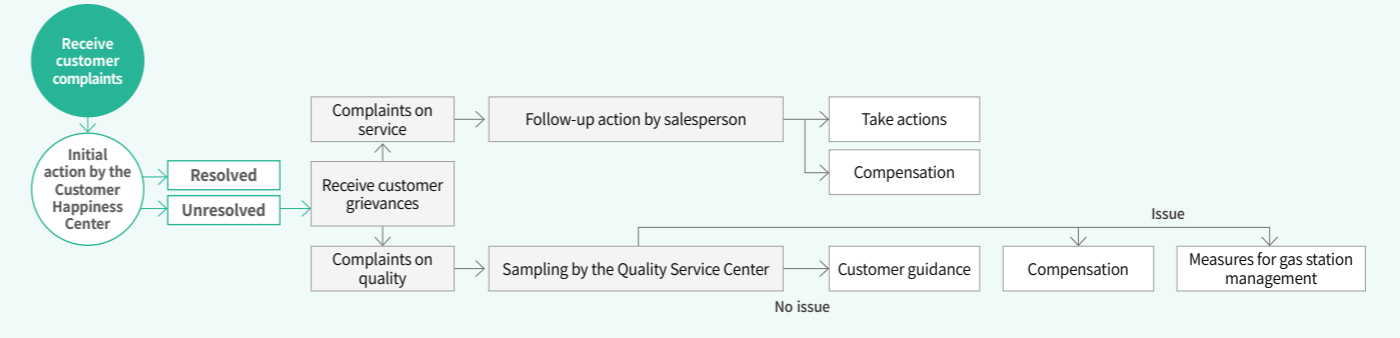 Receive
customer
complaints
Initial
action by the
Customer
Happiness
Center
Resolved
Unresolved
Receive customer
grievances
Complaints on
service
Follow-up action by salesperson
Take actions
Compensation
Complaints on
quality
Sampling by the Quality Service Center
No issue
Customer guidance
Issue
Compensation
Measures for gas station
management